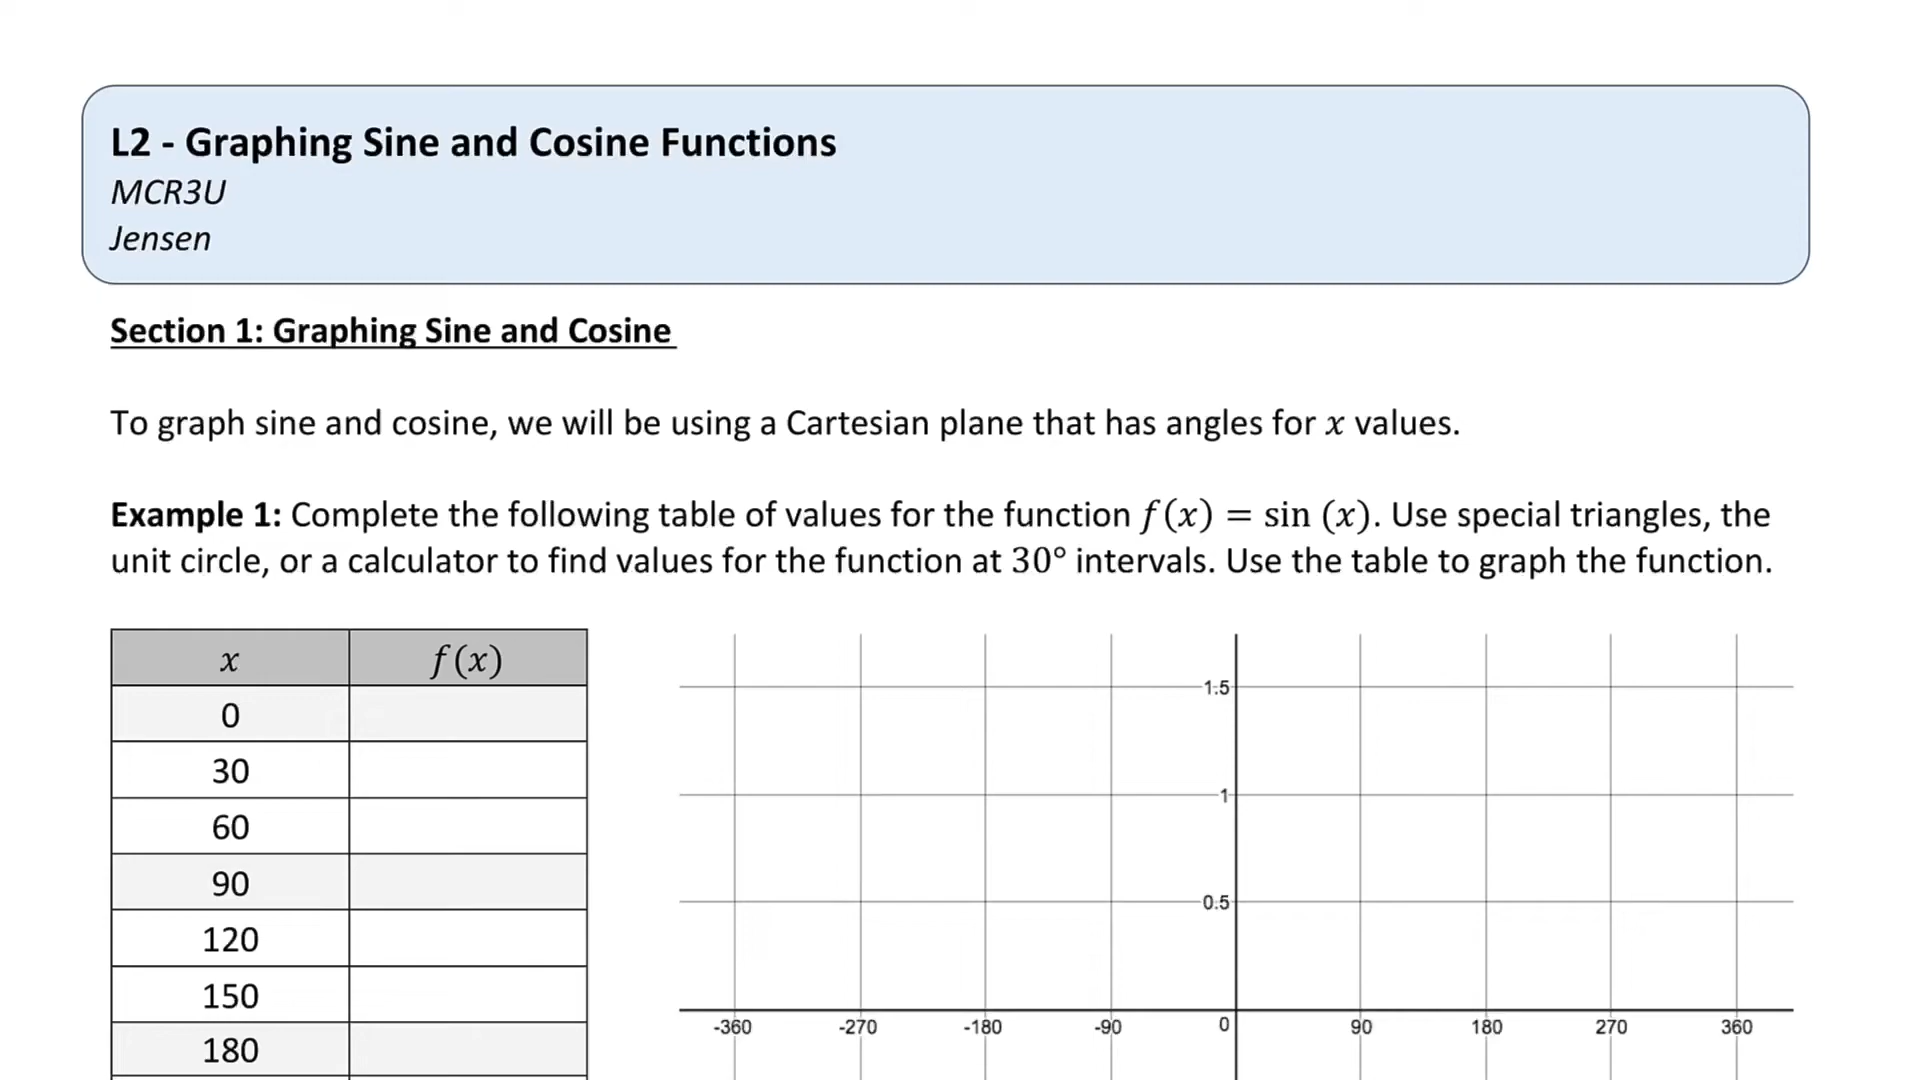 L2 - Graphing Sine and Cosine Functions
MCR3U
Jensen
Section 1: Graphing Sine and Cosine
To graph sine and cosine, we will be using a Cartesian plane that has angles for x values.
Example 1: Complete the following table of values for the function f(x) = sin (x). Use special triangles, the
unit circle, or a calculator to find values for the function at 30° intervals. Use the table to graph the function.
x f(x)
0
30
60
90
120
150
180
1.5
1
0.5
-360 -270 -180 -90 0 90 180 270 360